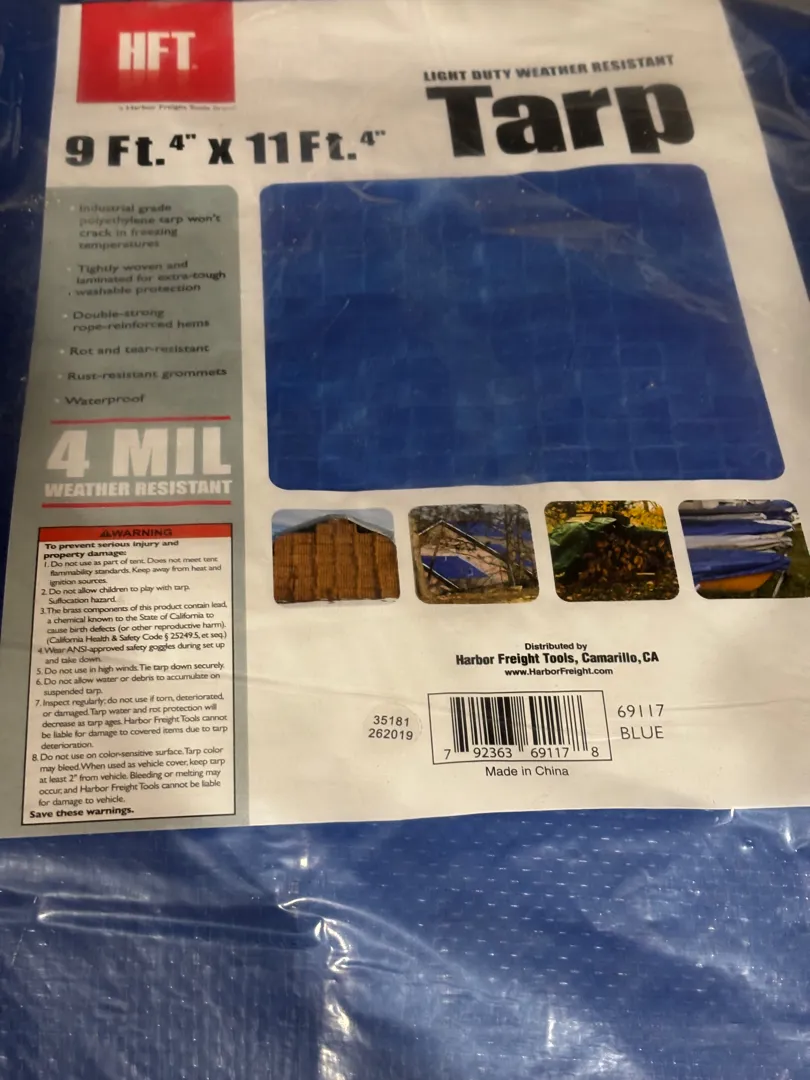 HFT
a Harbor Freight Tools Brand
LIGHT DUTY WEATHER RESISTANT
Tarp
9 Ft. 4" X 11 Ft. 4"
• Industrial grade
polyethylene tarp won't
crack in freezing
temperatures
• Tightly woven and
laminated for extra-tough
washable protection
• Double-strong
rope-reinforced hems
• Rot and tear-resistant
• Rust-resistant grommets
• Waterproof
4 MIL
WEATHER RESISTANT
⚠WARNING
To prevent serious injury and
property damage:
1. Do not use as part of tent. Does not meet tent
flammability standards. Keep away from heat and
ignition sources.
2. Do not allow children to play with tarp.
Suffocation hazard.
3. The brass components of this product contain lead,
a chemical known to the State of California to
cause birth defects (or other reproductive harm).
(California Health & Safety Code § 25249.5, et seq.)
4. Wear ANSI-approved safety goggles during set up
and take down.
5. Do not use in high winds. Tie tarp down securely.
6. Do not allow water or debris to accumulate on
suspended tarp.
7. Inspect regularly; do not use if torn, deteriorated,
or damaged. Tarp water and rot protection will
decrease as tarp ages. Harbor Freight Tools cannot
be liable for damage to covered items due to tarp
deterioration.
8. Do not use on color-sensitive surface. Tarp color
may bleed. When used as vehicle cover, keep tarp
at least 2" from vehicle. Bleeding or melting may
occur, and Harbor Freight Tools cannot be liable
for damage to vehicle.
Save these warnings.
Distributed by
Harbor Freight Tools, Camarillo, CA
www.HarborFreight.com
35181
262019
7 92363 69117 8
69117
BLUE
Made in China